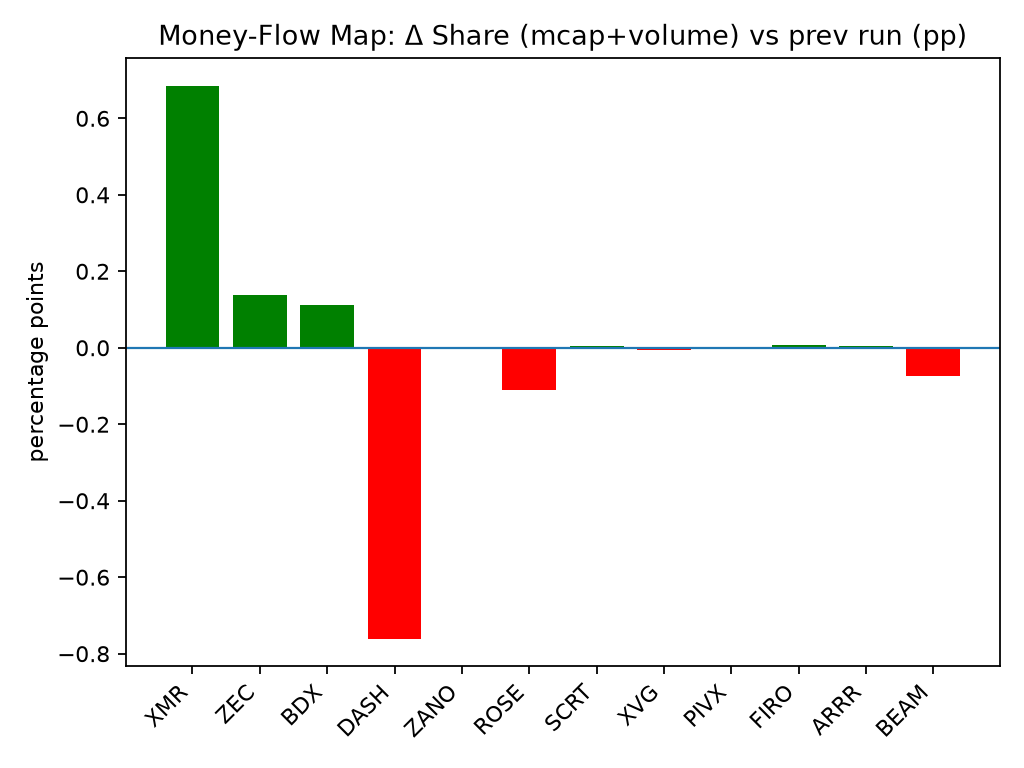 Money-Flow Map: Δ Share (mcap+volume) vs prev run (pp)
percentage points
0.6
0.4
0.2
0.0
−0.2
−0.4
−0.6
−0.8
XMR
ZEC
BDX
DASH
ZANO
ROSE
SCRT
XVG
PIVX
FIRO
ARRR
BEAM